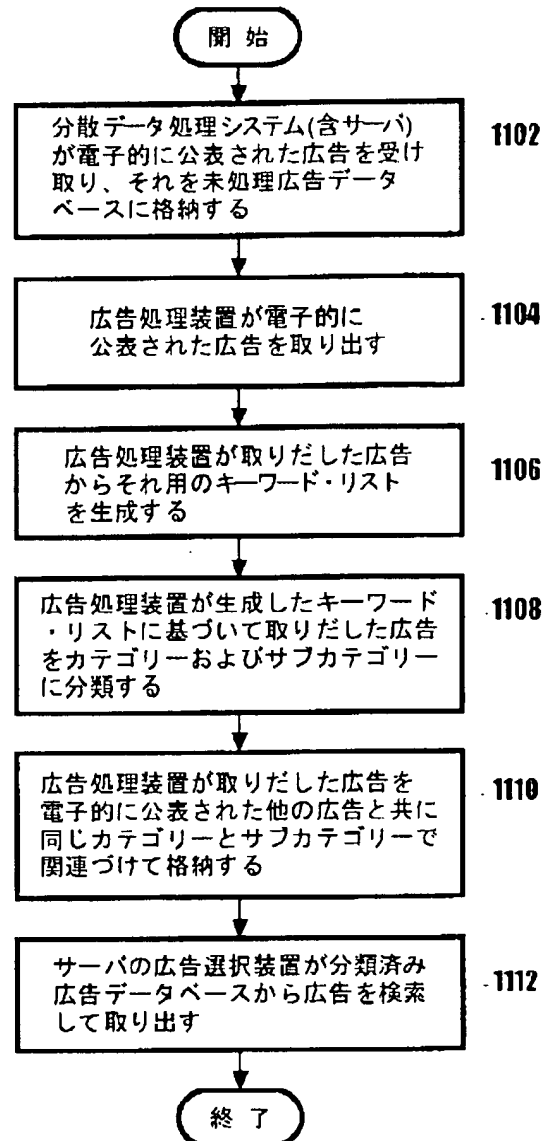 開始
分散データ処理システム(含サーバ)
が電子的に公表された広告を受け
取り、それを未処理広告データ
ベースに格納する
1102
広告処理装置が電子的に
公表された広告を取り出す
1104
広告処理装置が取りだした広告
からそれ用のキーワード・リスト
を生成する
1106
広告処理装置が生成したキーワード
・リストに基づいて取りだした広告
をカテゴリーおよびサブカテゴリー
に分類する
1108
広告処理装置が取りだした広告を
電子的に公表された他の広告と共に
同じカテゴリーとサブカテゴリーで
関連づけて格納する
1110
サーバの広告選択装置が分類済み
広告データベースから広告を検索
して取り出す
1112
終了